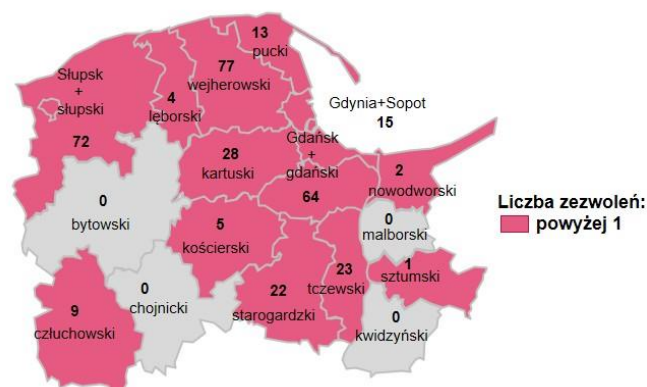 13
pucki
77
wejherowski
Słupsk
+
słupski
72
4
lęborski
Gdynia+Sopot
15
28
kartuski
Gdańsk
+
gdański
64
2
nowodworski
0
bytowski
5
kościerski
0
malborski
Liczba zezwoleń:
powyżej 1
9
człuchowski
0
chojnicki
22
starogardzki
23
tczewski
1
sztumski
0
kwidzyński